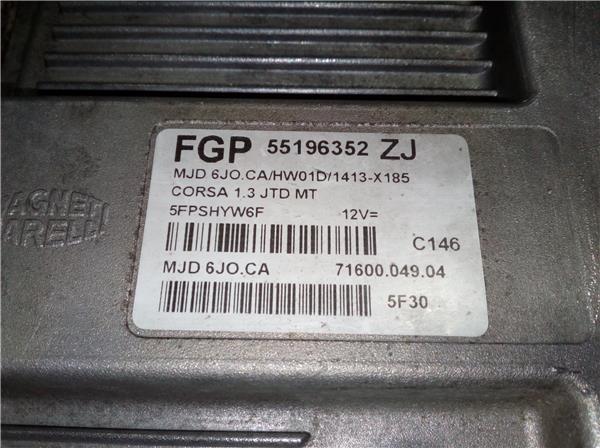 FGP 55196352 ZJ
MJD 6JO.CA/HW01D/1413-X185
CORSA 1.3 JTD MT
5FPSHYW6F 12V=
C146
MJD 6JO.CA 71600.049.04
5F30
MAGNETI
MARELLI